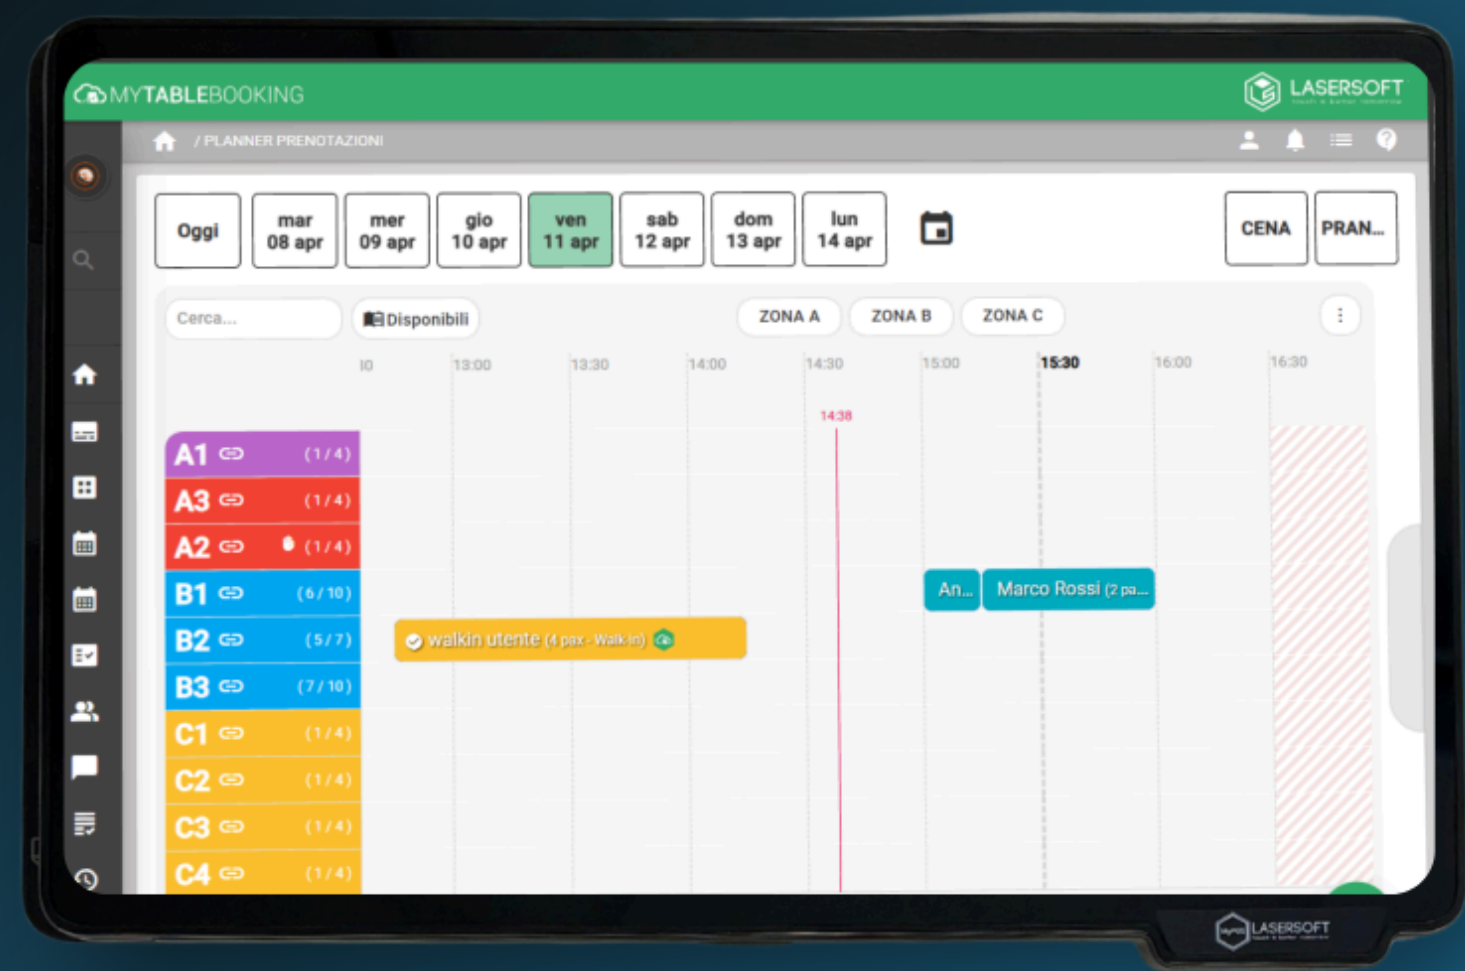 MYTABLEBOOKING
LASERSOFT
/ PLANNER PRENOTAZIONI
Oggi
mar
08 apr
mer
09 apr
gio
10 apr
ven
11 apr
sab
12 apr
dom
13 apr
lun
14 apr
CENA
PRAN...
Cerca...
Disponibili
ZONA A
ZONA B
ZONA C
13:00
13:30
14:00
14:30
15:00
15:30
16:00
16:30
14:38
A1 (1/4)
A3 (1/4)
A2 (1/4)
B1 (6/10)
An...
Marco Rossi (2 pa...
B2 (5/7)
walkin utente (4 pax - Walk-in)
B3 (7/10)
C1 (1/4)
C2 (1/4)
C3 (1/4)
C4 (1/4)
LASERSOFT